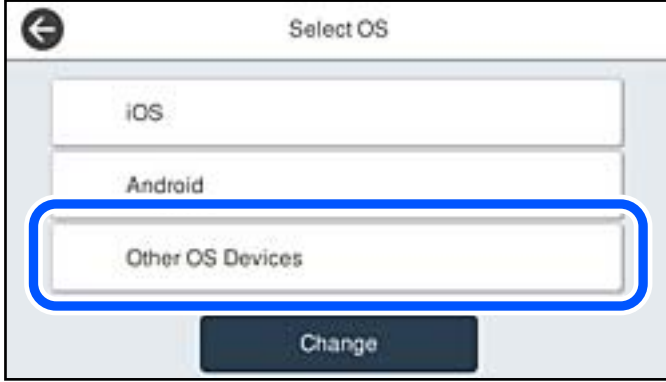 Select OS
iOS
Android
Other OS Devices
Change